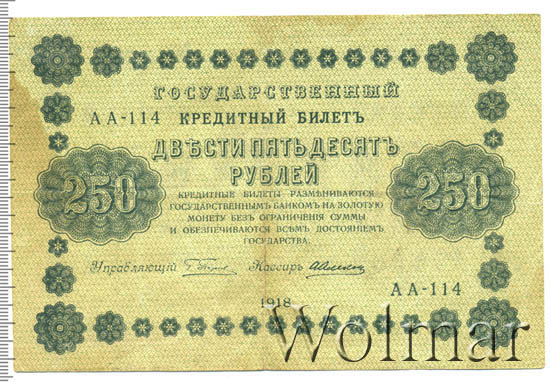 ГОСУДАРСТВЕННЫЙ
АА-114 КРЕДИТНЫЙ БИЛЕТЪ
ДВѢСТИ ПЯТЬДЕСЯТЪ
РУБЛЕЙ
250
250
КРЕДИТНЫЕ БИЛЕТЫ РАЗМѢНИВАЮТСЯ
ГОСУДАРСТВЕННЫМЪ БАНКОМЪ НА ЗОЛОТУЮ
МОНЕТУ БЕЗЪ ОГРАНИЧЕНІЯ СУММЫ
И ОБЕЗПЕЧИВАЮТСЯ ВСѢМЪ ДОСТОЯНІЕМЪ
ГОСУДАРСТВА.
Управляющій Кассиръ
АА-114
1918
Wolmar